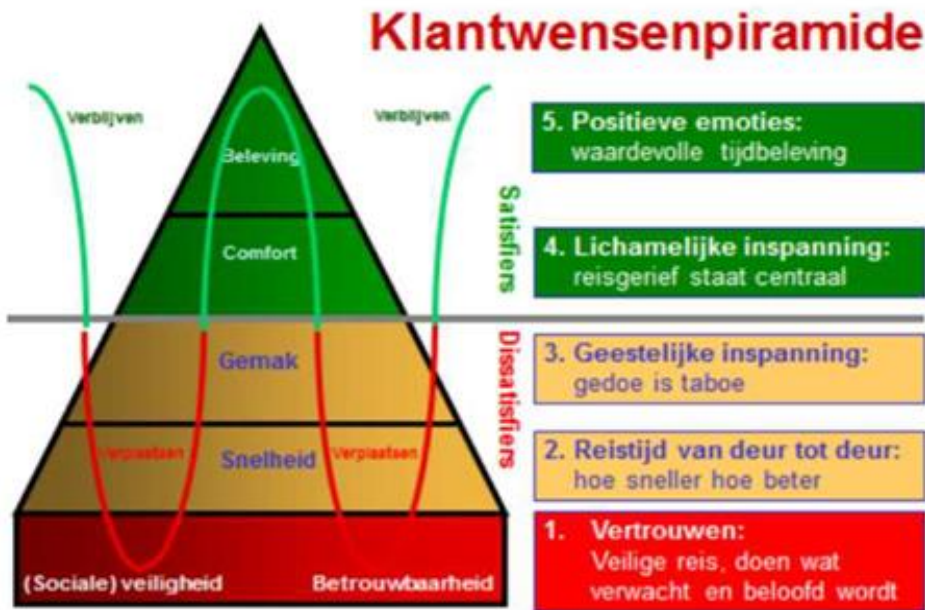 Klantwensenpiramide
Verblijven
Verblijven
Beleving
Comfort
Gemak
Verplaatsen
Snelheid
Verplaatsen
(Sociale) veiligheid
Betrouwbaarheid
Satisfiers
Dissatisfiers
5. Positieve emoties:
waardevolle tijdbeleving
4. Lichamelijke inspanning:
reisgerief staat centraal
3. Geestelijke inspanning:
gedoe is taboe
2. Reistijd van deur tot deur:
hoe sneller hoe beter
1. Vertrouwen:
Veilige reis, doen wat
verwacht en beloofd wordt